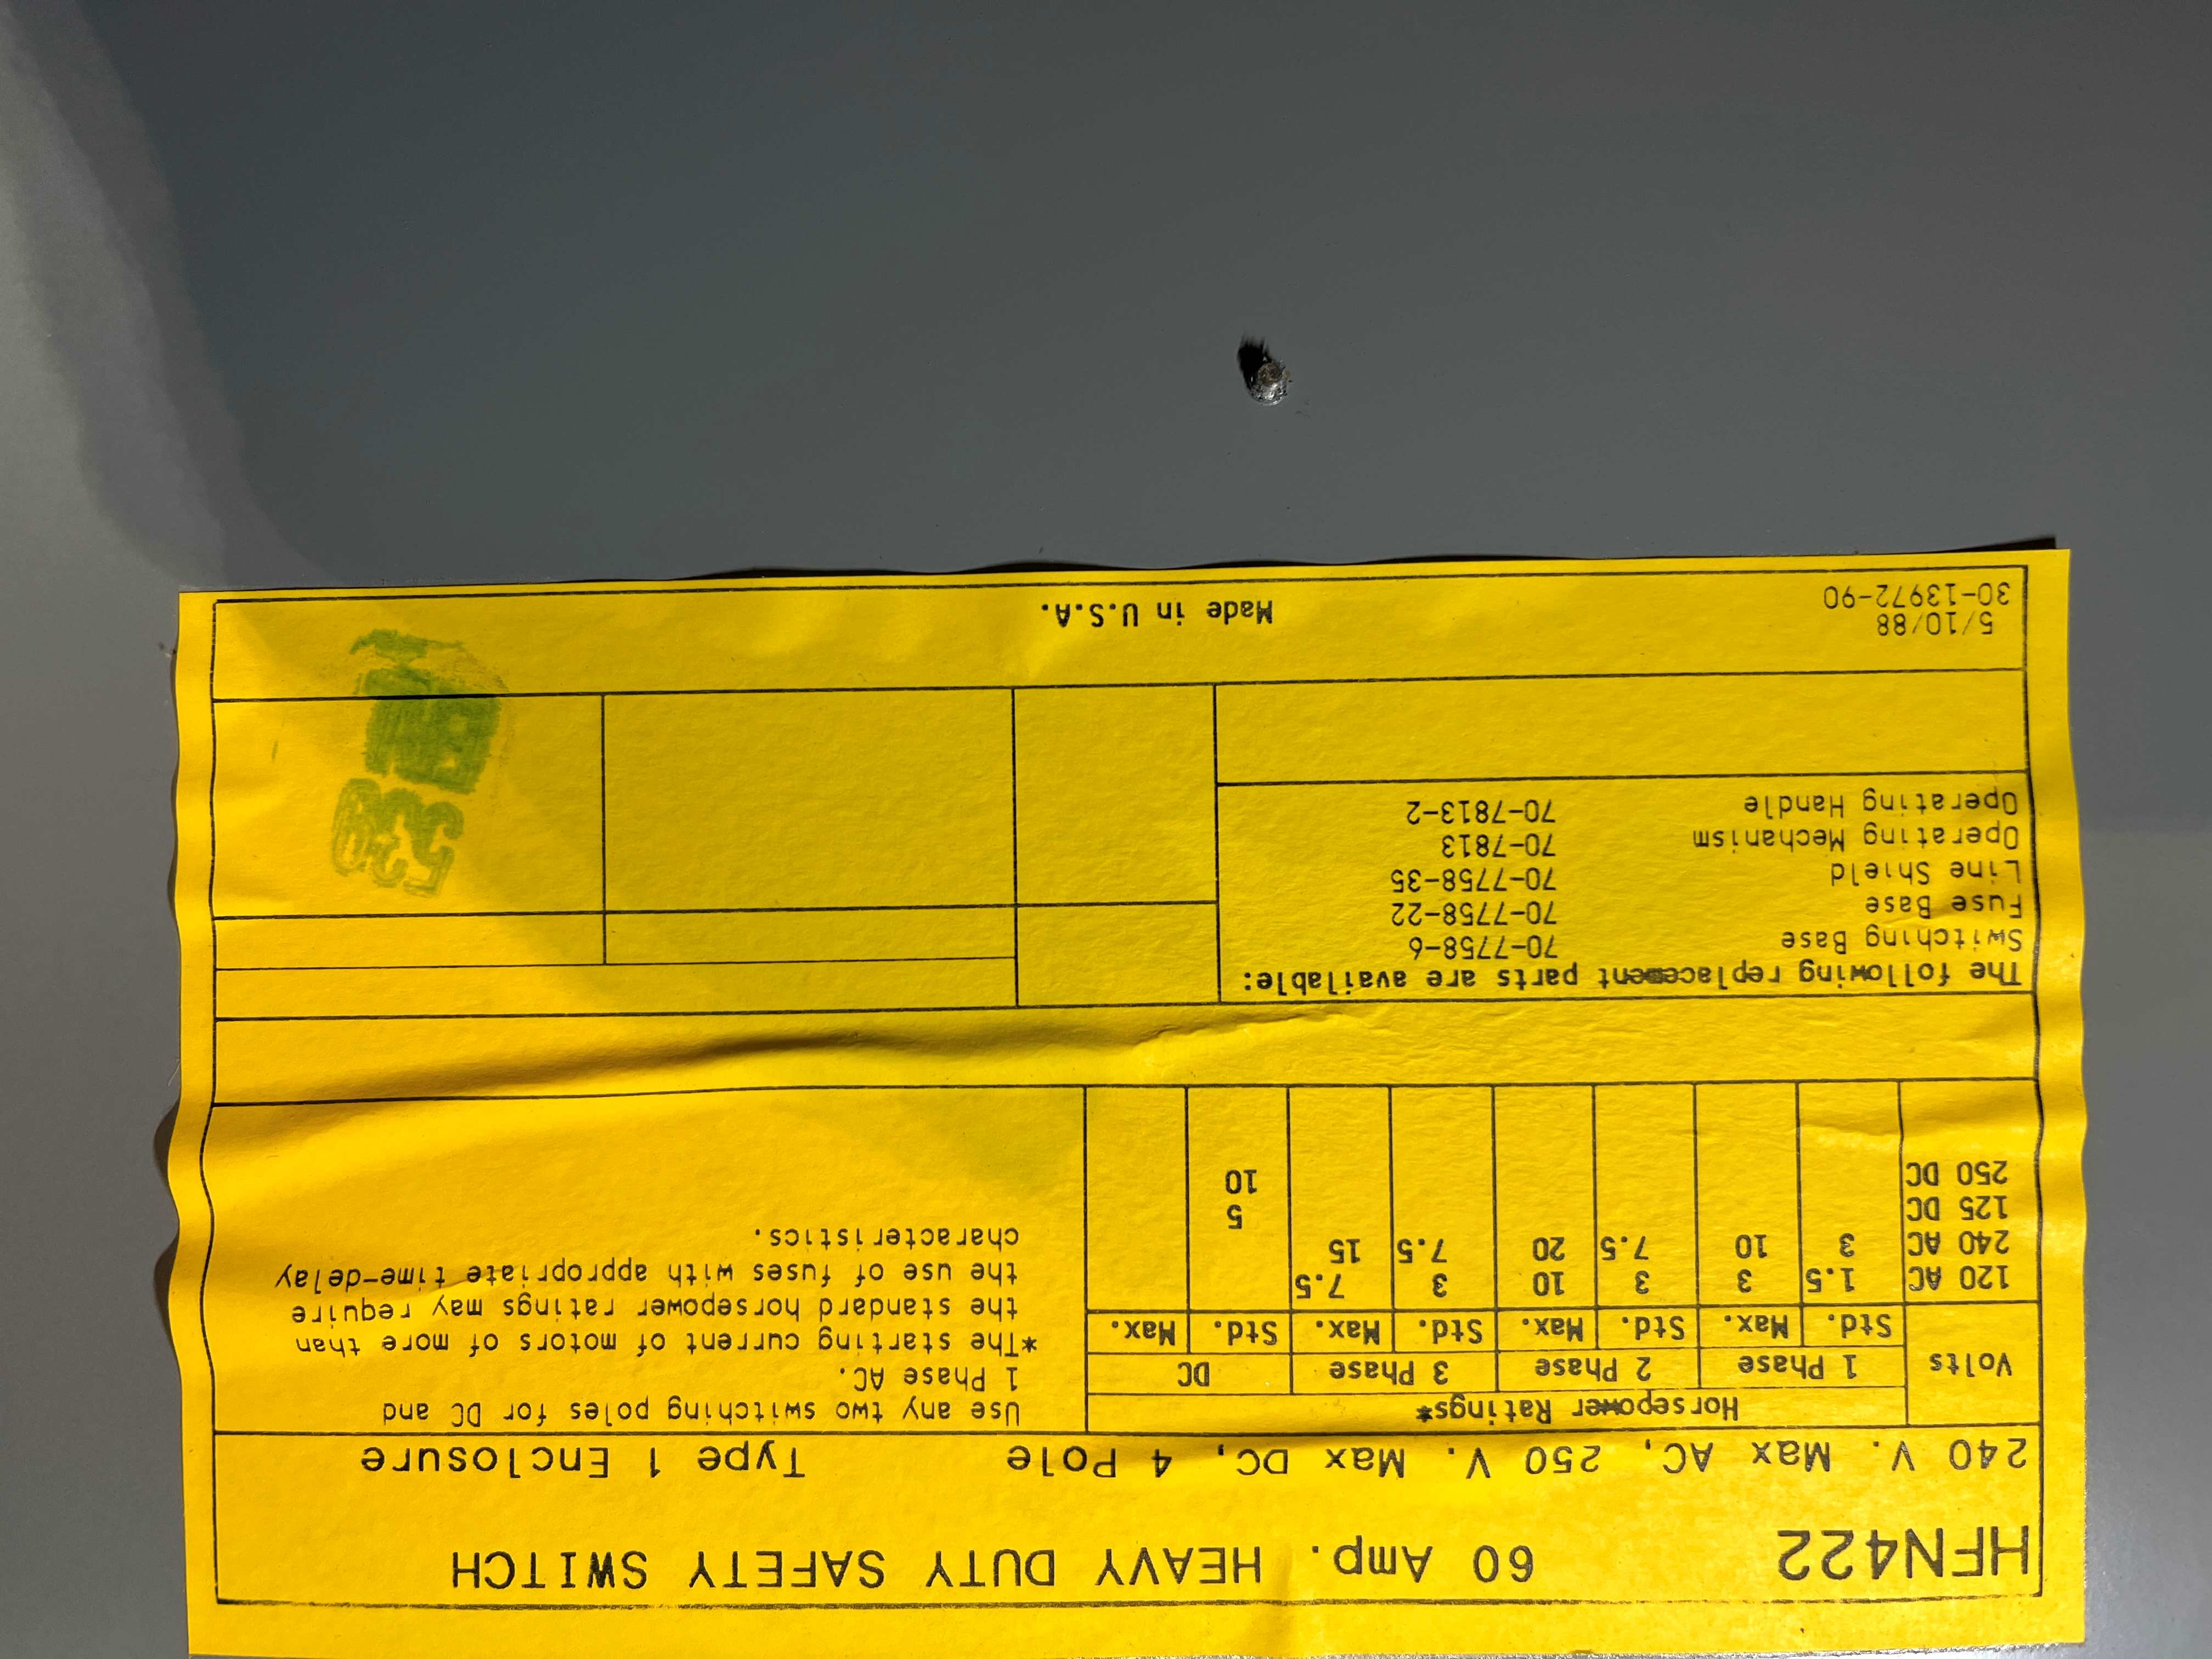 HFN422 60 Amp. HEAVY DUTY SAFETY SWITCH
240 V. Max AC, 250 V. Max DC, 4 Pole Type 1 Enclosure
Volts
Horsepower Ratings*
1 Phase 2 Phase 3 Phase DC
Std. Max. Std. Max. Std. Max. Std. Max.
120 AC 1.5 3 3 10 3 7.5
240 AC 3 10 7.5 20 7.5 15
125 DC 5
250 DC 10
Use any two switching poles for DC and
1 Phase AC.
*The starting current of motors of more than
the standard horsepower ratings may require
the use of fuses with appropriate time-delay
characteristics.
The following replacement parts are available:
Switching Base 70-7758-6
Fuse Base 70-7758-22
Line Shield 70-7758-35
Operating Mechanism 70-7813
Operating Handle 70-7813-2
5/10/88
30-13972-90
Made in U.S.A.